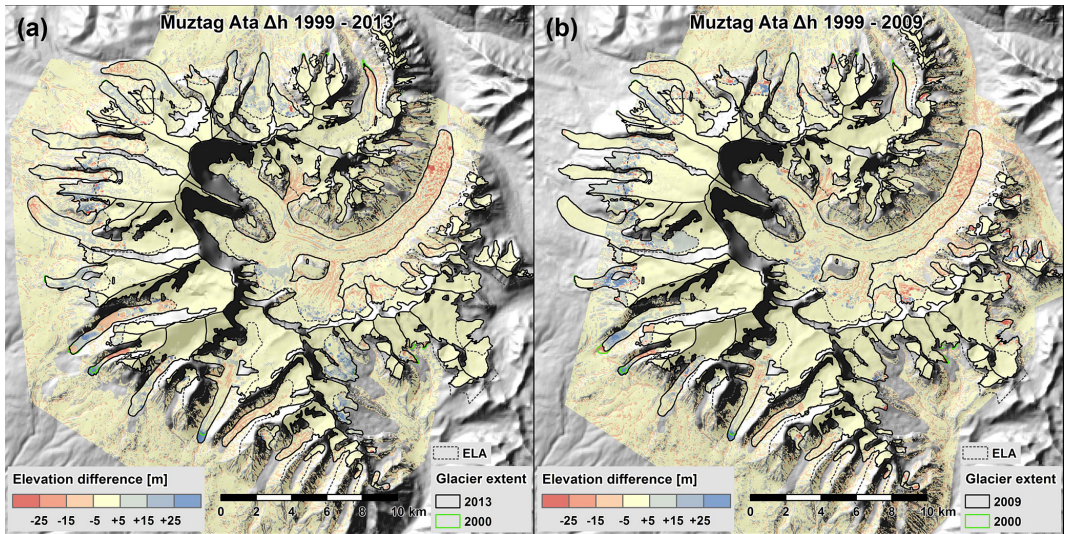 (a) Muztag Ata Δh 1999 - 2013
ELA
Elevation difference [m]
-25 -15 -5 +5 +15 +25
0 2 4 6 8 10 km
Glacier extent
2013
2000
(b) Muztag Ata Δh 1999 - 2009
ELA
Elevation difference [m]
-25 -15 -5 +5 +15 +25
0 2 4 6 8 10 km
Glacier extent
2009
2000